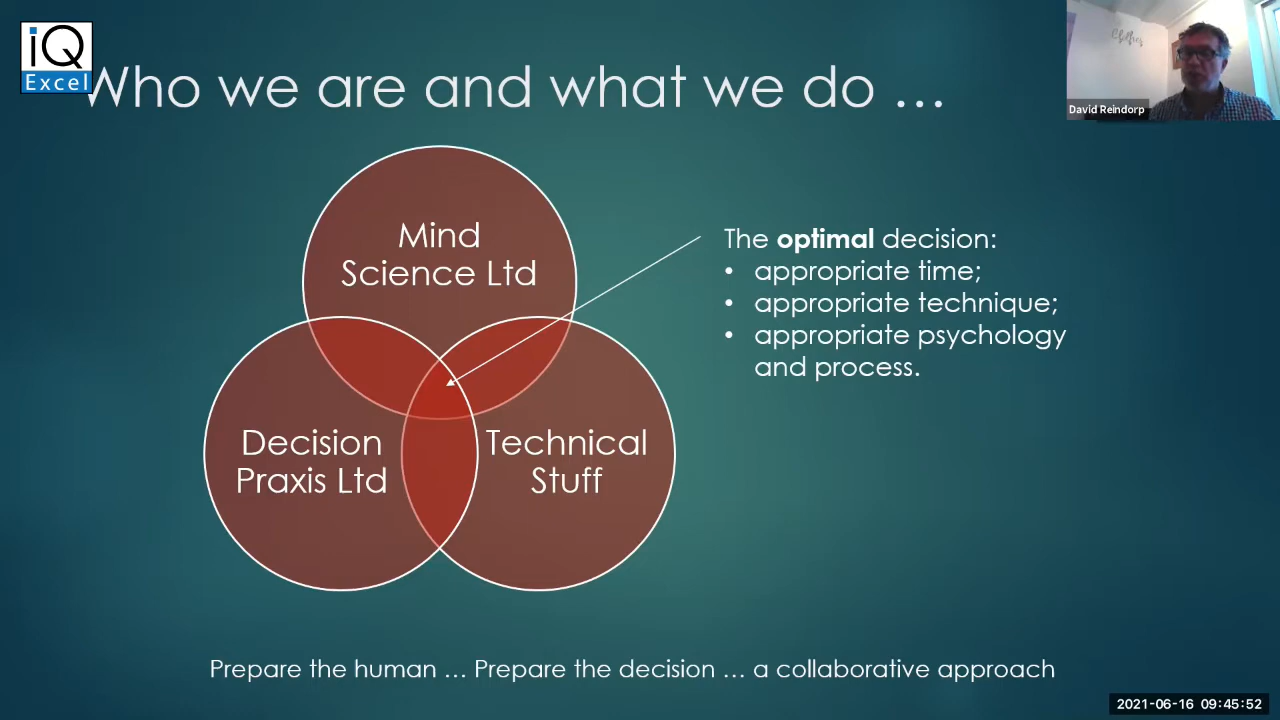 iQ
Excel
Who we are and what we do …
David Reindorp
Mind
Science Ltd
The optimal decision:
• appropriate time;
• appropriate technique;
• appropriate psychology
and process.
Decision
Praxis Ltd
Technical
Stuff
Prepare the human … Prepare the decision … a collaborative approach
2021-06-16 09:45:52